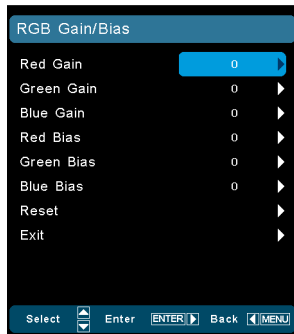 RGB Gain/Bias
Red Gain 0
Green Gain 0
Blue Gain 0
Red Bias 0
Green Bias 0
Blue Bias 0
Reset
Exit
Select Enter ENTER Back MENU